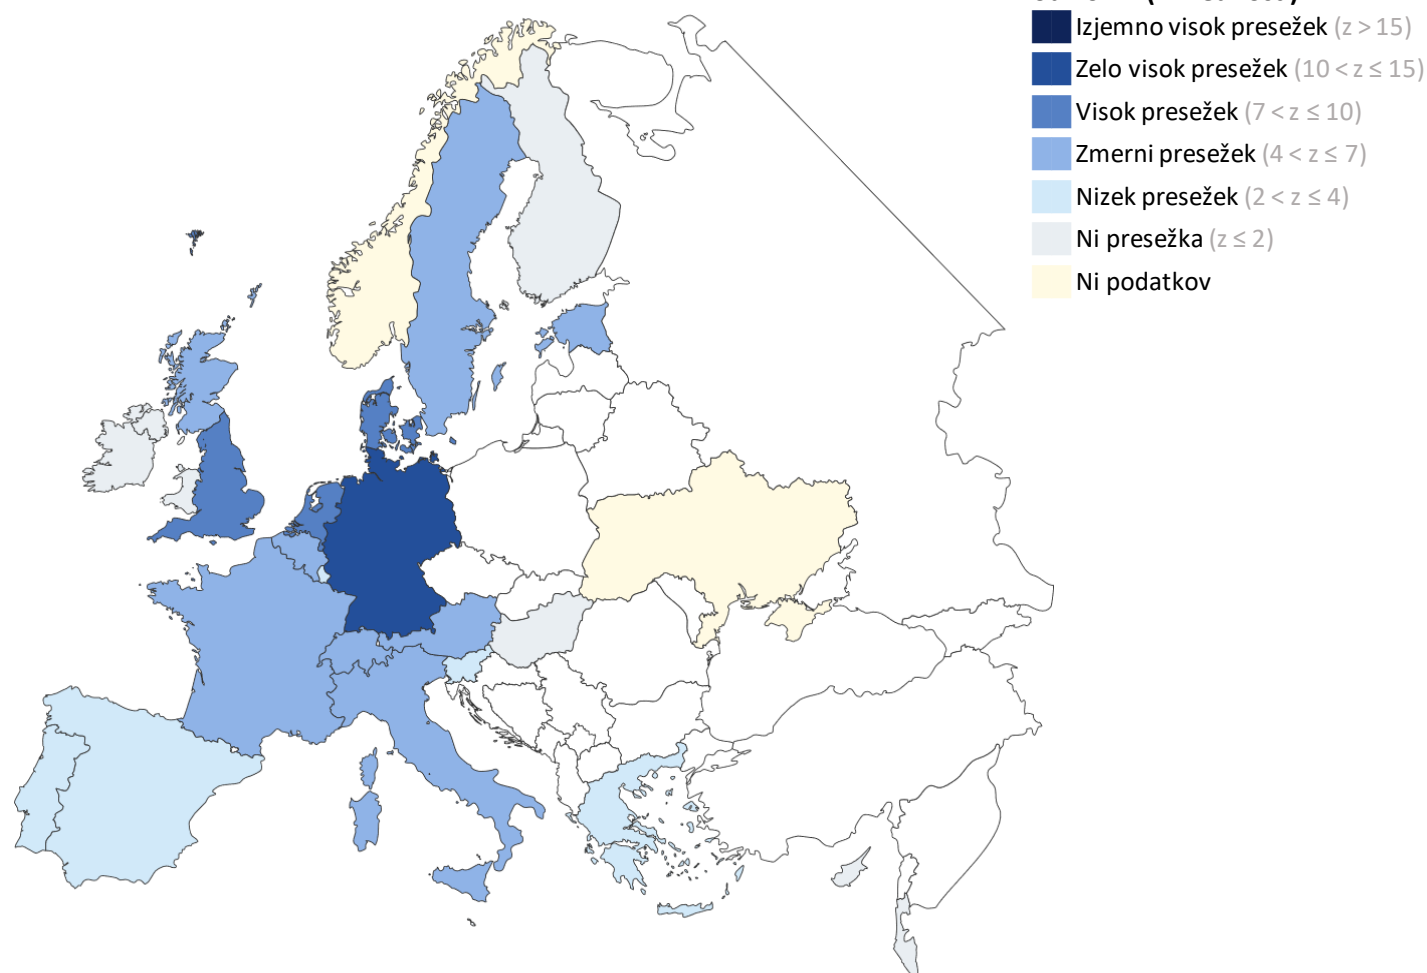 Izjemno visok presežek (z > 15)
Zelo visok presežek (10 < z ≤ 15)
Visok presežek (7 < z ≤ 10)
Zmerni presežek (4 < z ≤ 7)
Nizek presežek (2 < z ≤ 4)
Ni presežka (z ≤ 2)
Ni podatkov